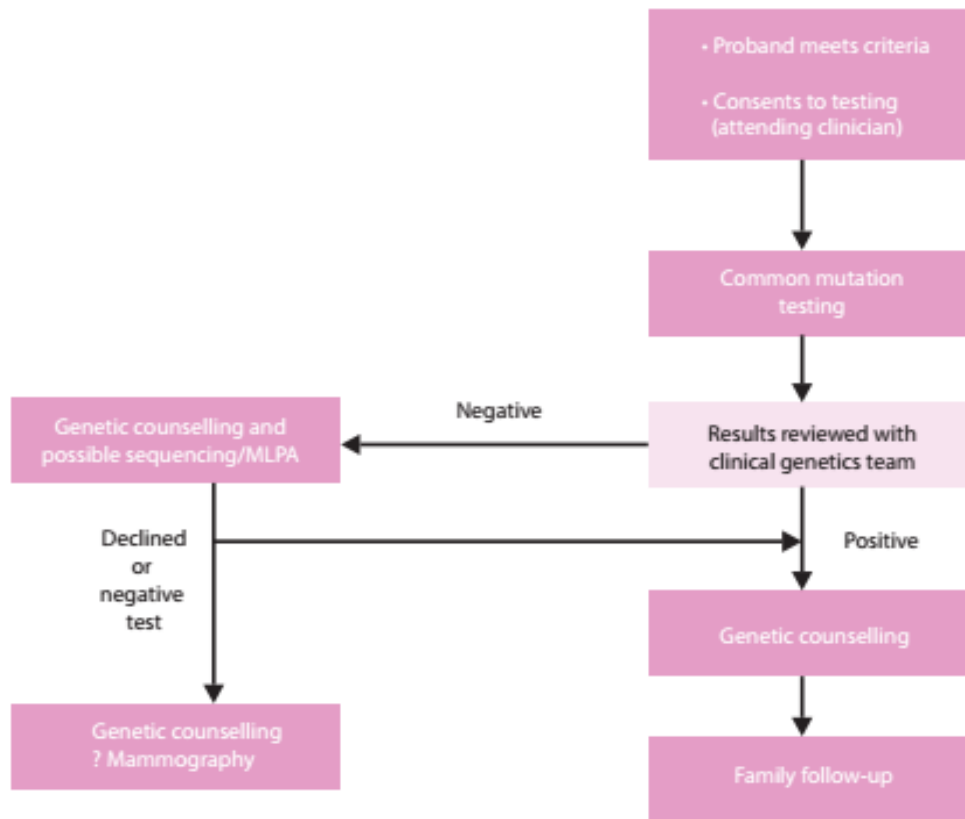 • Proband meets criteria
• Consents to testing
(attending clinician)
Common mutation
testing
Negative
Genetic counselling and
possible sequencing/MLPA
Results reviewed with
clinical genetics team
Declined
or
negative
test
Positive
Genetic counselling
Genetic counselling
? Mammography
Family follow-up